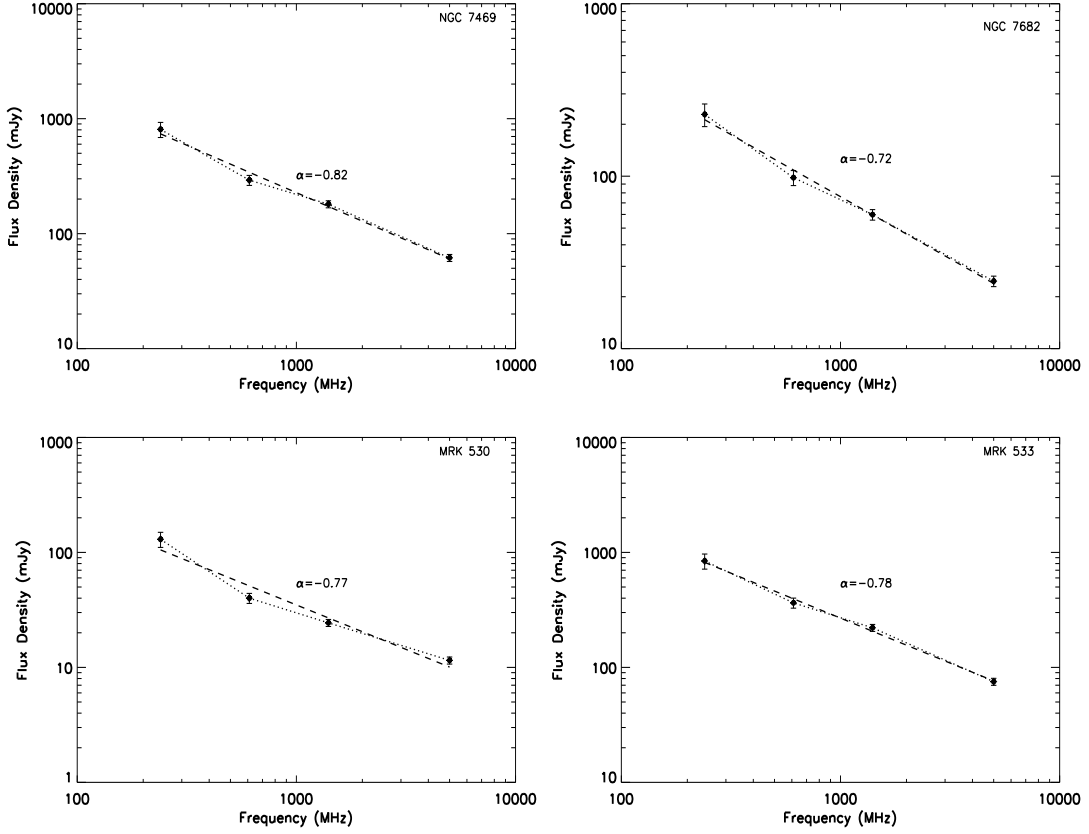 NGC 7469
10000
1000
100
10
Flux Density (mJy)
α=−0.82
100
1000
10000
Frequency (MHz)
NGC 7682
1000
100
10
Flux Density (mJy)
α=−0.72
100
1000
10000
Frequency (MHz)
MRK 530
1000
100
10
1
Flux Density (mJy)
α=−0.77
100
1000
10000
Frequency (MHz)
MRK 533
10000
1000
100
10
Flux Density (mJy)
α=−0.78
100
1000
10000
Frequency (MHz)